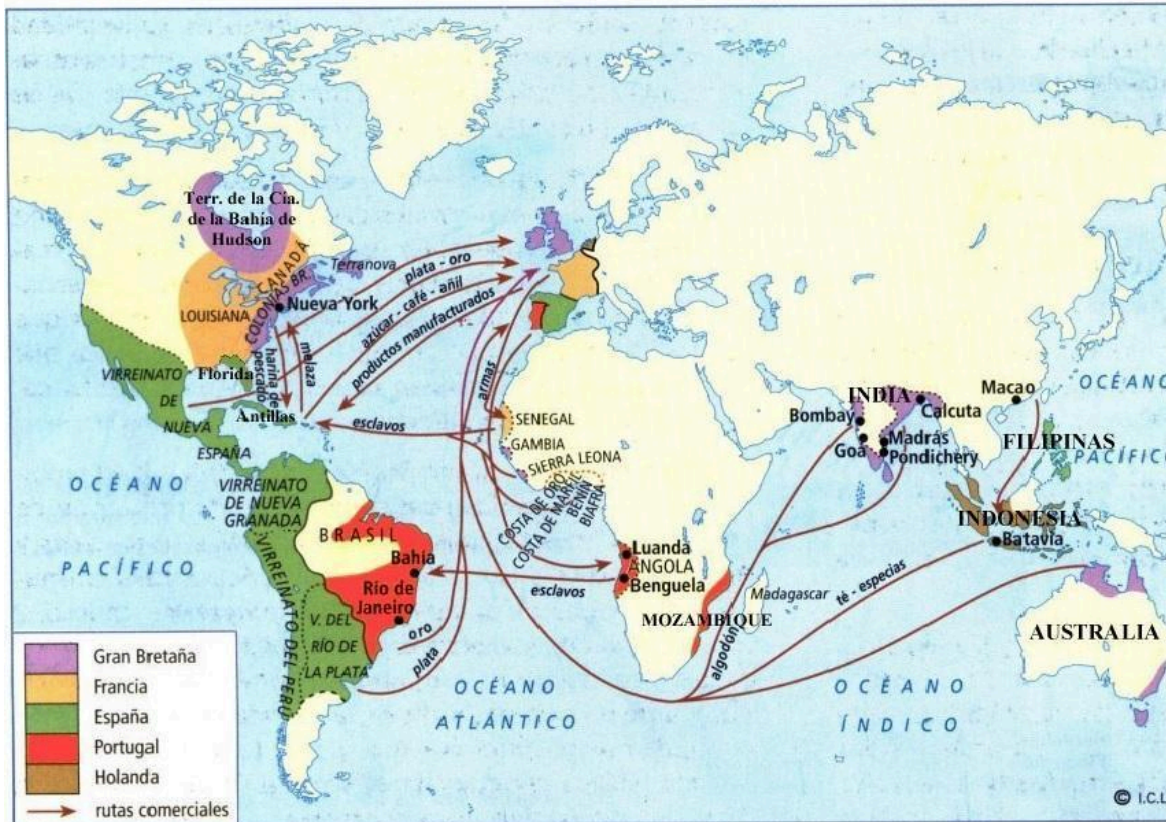 Terr. de la Cia.
de la Bahía de
Hudson
CANADÁ
Terranova
COLONIAS BR.
Nueva York
LOUISIANA
plata - oro
azúcar - café - añil
productos manufacturados
harina de
pescado
melaza
armas
VIRREINATO
DE
NUEVA
ESPAÑA
Florida
Antillas
esclavos
SENEGAL
GAMBIA
SIERRA LEONA
COSTA DE ORO
COSTA DE MARFIL
BENÍN
BIAFRA
INDIA
Bombay
Calcuta
Goa
Madrás
Pondichery
Macao
OCÉANO
PACÍFICO
FILIPINAS
INDONESIA
Batavia
OCÉANO
PACÍFICO
VIRREINATO
DE NUEVA
GRANADA
BRASIL
Bahía
Río de
Janeiro
VIRREINATO DEL PERÚ
V. DEL
RÍO DE
LA PLATA
oro
plata
esclavos
Luanda
ANGOLA
Benguela
MOZAMBIQUE
Madagascar
algodón
té - especias
AUSTRALIA
OCÉANO
ATLÁNTICO
OCÉANO
ÍNDICO
Gran Bretaña
Francia
España
Portugal
Holanda
rutas comerciales
© I.C.L